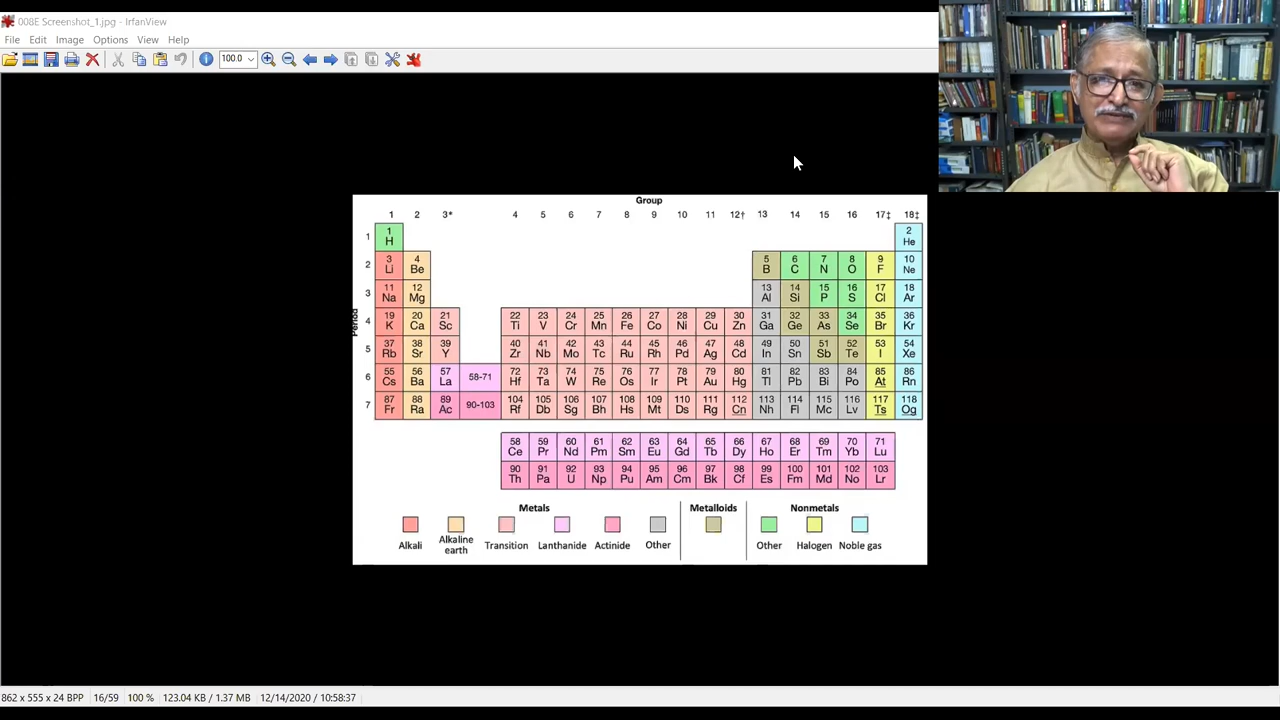 008E Screenshot_1.jpg - IrfanView
File Edit Image Options View Help
100.0
Group
1 2 3* 4 5 6 7 8 9 10 11 12† 13 14 15 16 17‡ 18‡
Period
1 1 2
H He
2 3 4 5 6 7 8 9 10
Li Be B C N O F Ne
3 11 12 13 14 15 16 17 18
Na Mg Al Si P S Cl Ar
4 19 20 21 22 23 24 25 26 27 28 29 30 31 32 33 34 35 36
K Ca Sc Ti V Cr Mn Fe Co Ni Cu Zn Ga Ge As Se Br Kr
5 37 38 39 40 41 42 43 44 45 46 47 48 49 50 51 52 53 54
Rb Sr Y Zr Nb Mo Tc Ru Rh Pd Ag Cd In Sn Sb Te I Xe
6 55 56 57 58-71 72 73 74 75 76 77 78 79 80 81 82 83 84 85 86
Cs Ba La Hf Ta W Re Os Ir Pt Au Hg Tl Pb Bi Po At Rn
7 87 88 89 90-103 104 105 106 107 108 109 110 111 112 113 114 115 116 117 118
Fr Ra Ac Rf Db Sg Bh Hs Mt Ds Rg Cn Nh Fl Mc Lv Ts Og
58 59 60 61 62 63 64 65 66 67 68 69 70 71
Ce Pr Nd Pm Sm Eu Gd Tb Dy Ho Er Tm Yb Lu
90 91 92 93 94 95 96 97 98 99 100 101 102 103
Th Pa U Np Pu Am Cm Bk Cf Es Fm Md No Lr
Metals Metalloids Nonmetals
Alkali Alkaline earth Transition Lanthanide Actinide Other Other Halogen Noble gas
862 x 555 x 24 BPP 16/59 100 % 123.04 KB / 1.37 MB 12/14/2020 / 10:58:37